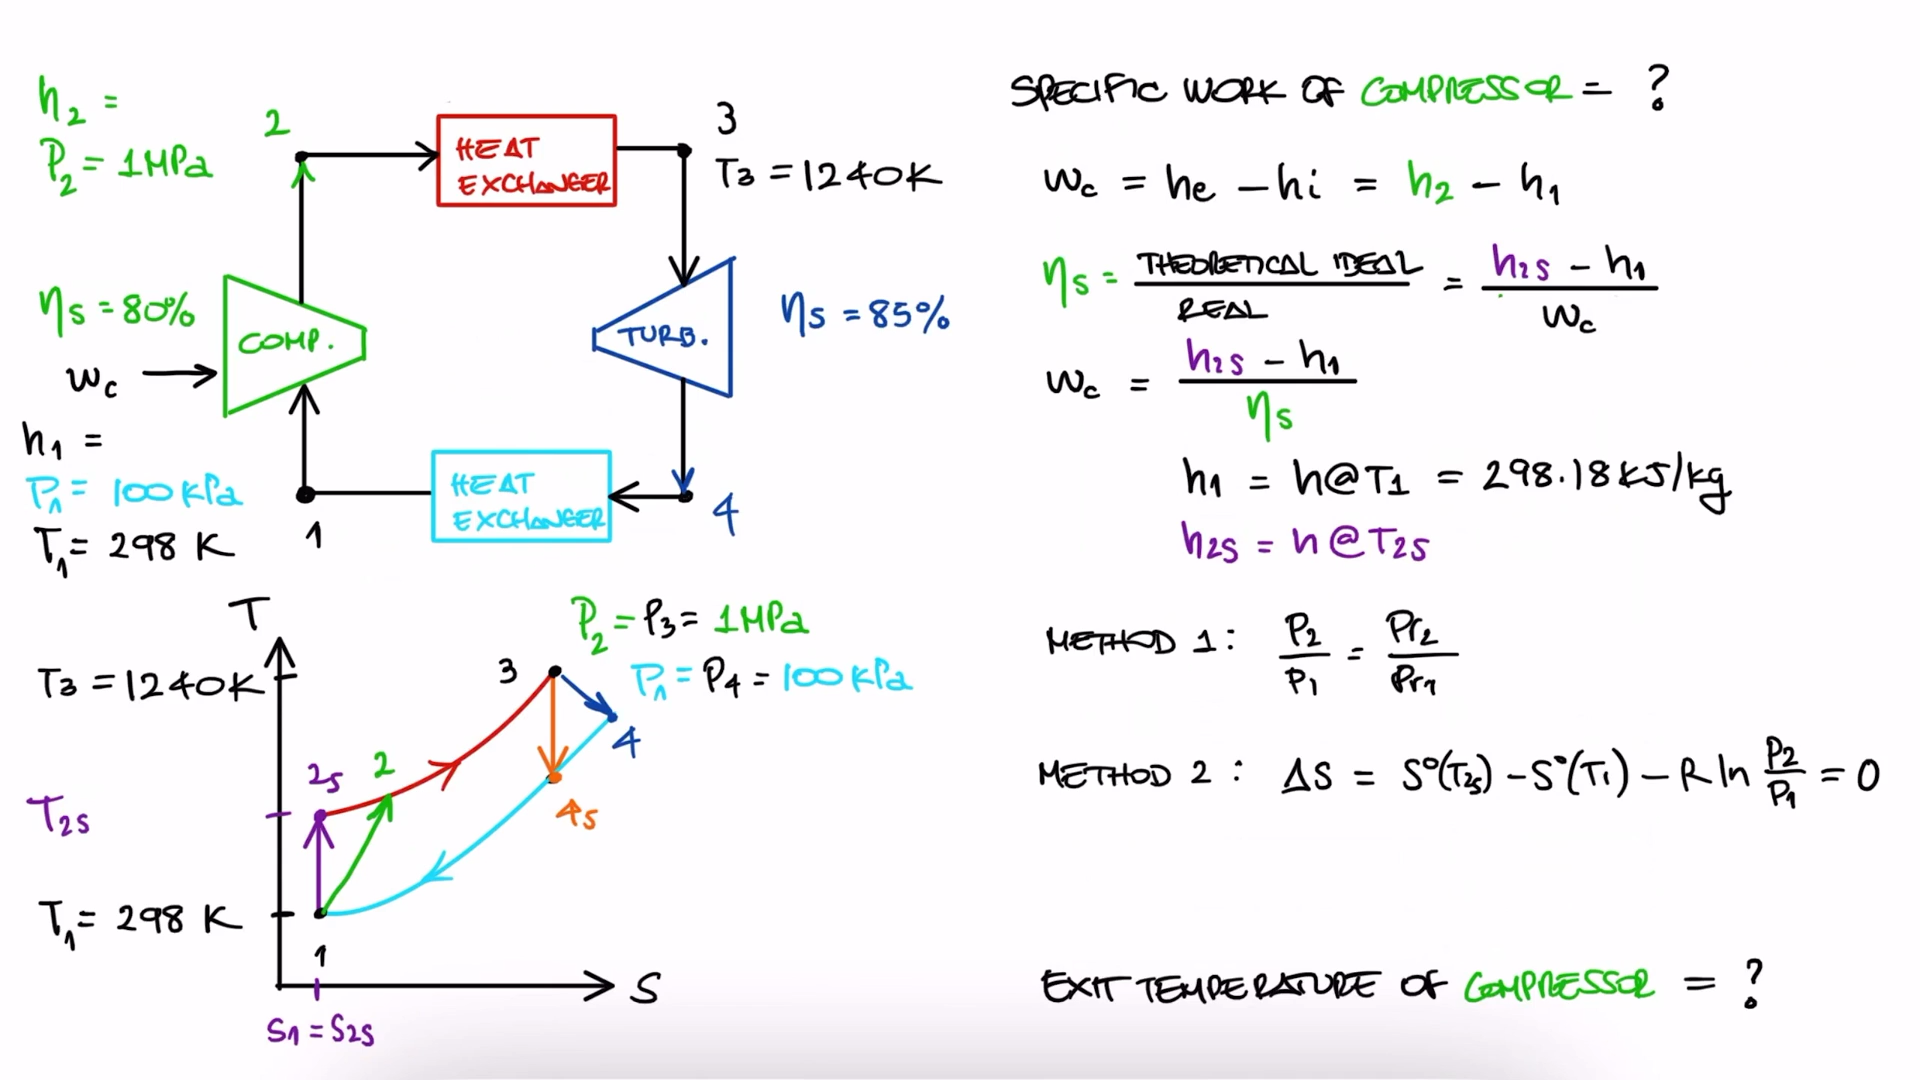 h₂ =
P₂ = 1MPa
2
HEAT
EXCHANGER
3
T₃ = 1240K
ηs = 80%
COMP.
TURB.
ηs = 85%
wc
h₁ =
P₁ = 100kPa
T₁ = 298 K
1
HEAT
EXCHANGER
4
T
P₂ = P₃ = 1MPa
P₁ = P₄ = 100kPa
T₃ = 1240K
3
4
2s
2
4s
T₂s
T₁ = 298 K
1
S
S₁ = S₂s
SPECIFIC WORK OF COMPRESSOR = ?
wc = he – hi = h₂ – h₁
ηs = THEORETICAL IDEAL / REAL = (h₂s – h₁) / wc
wc = (h₂s – h₁) / ηs
h₁ = h@T₁ = 298.18kJ/kg
h₂s = h@T₂s
METHOD 1: P₂/P₁ = Pr₂/Pr₁
METHOD 2: ΔS = S°(T₂s) – S°(T₁) – R ln P₂/P₁ = 0
EXIT TEMPERATURE OF COMPRESSOR = ?